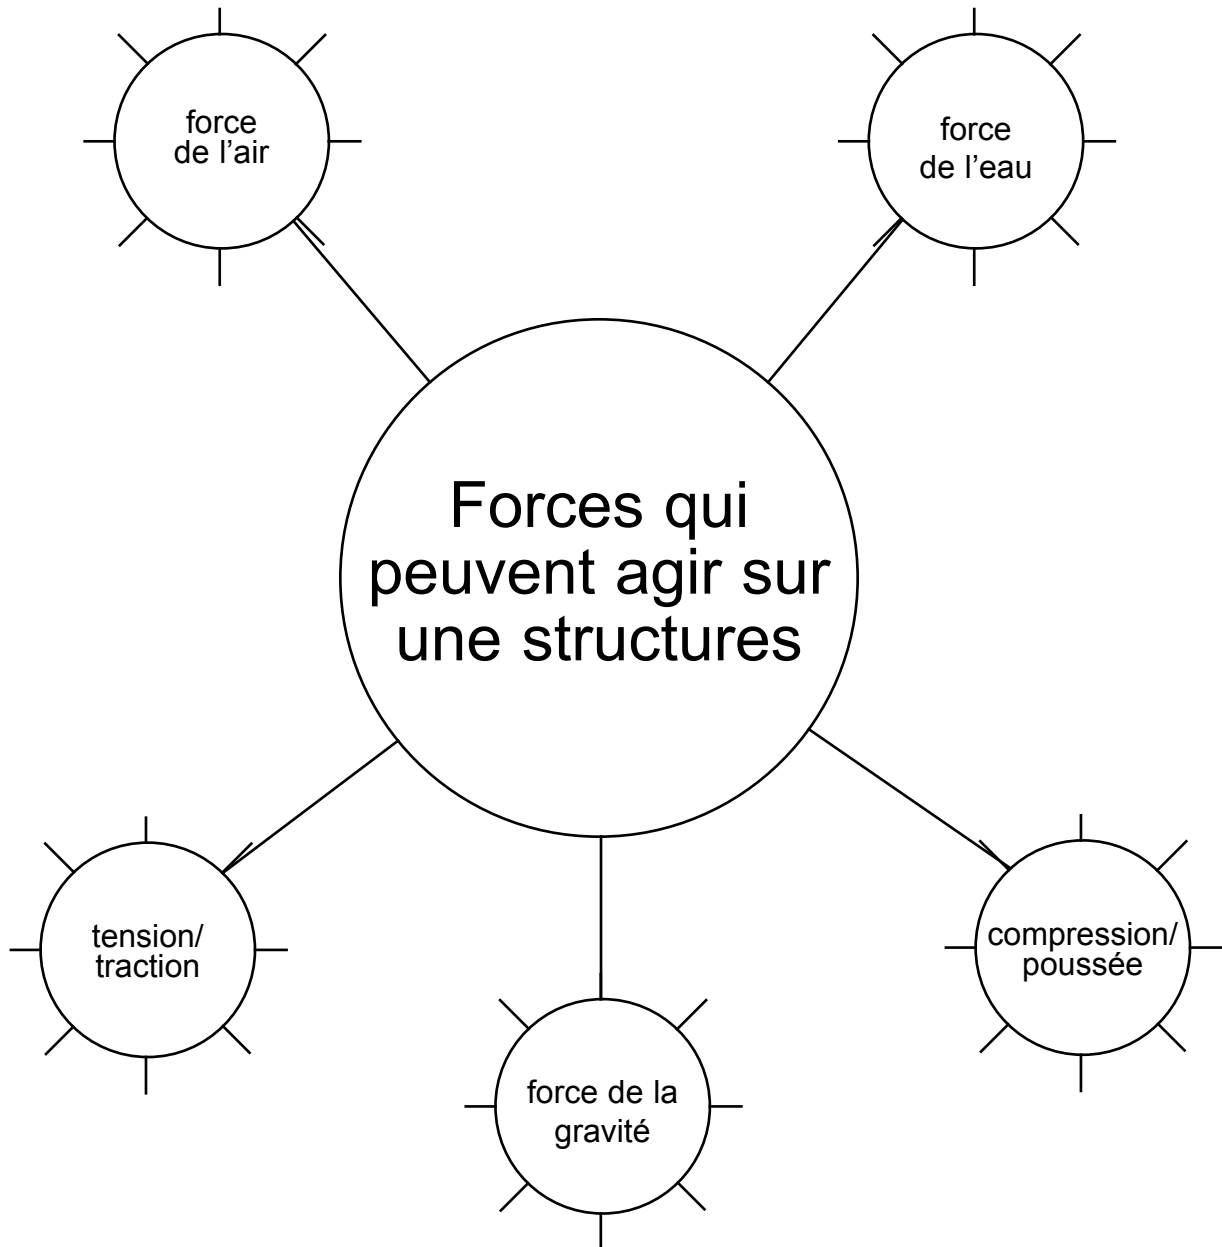 force
de l'air
force
de l'eau
Forces qui
peuvent agir sur
une structures
tension/
traction
compression/
poussée
force de la
gravité